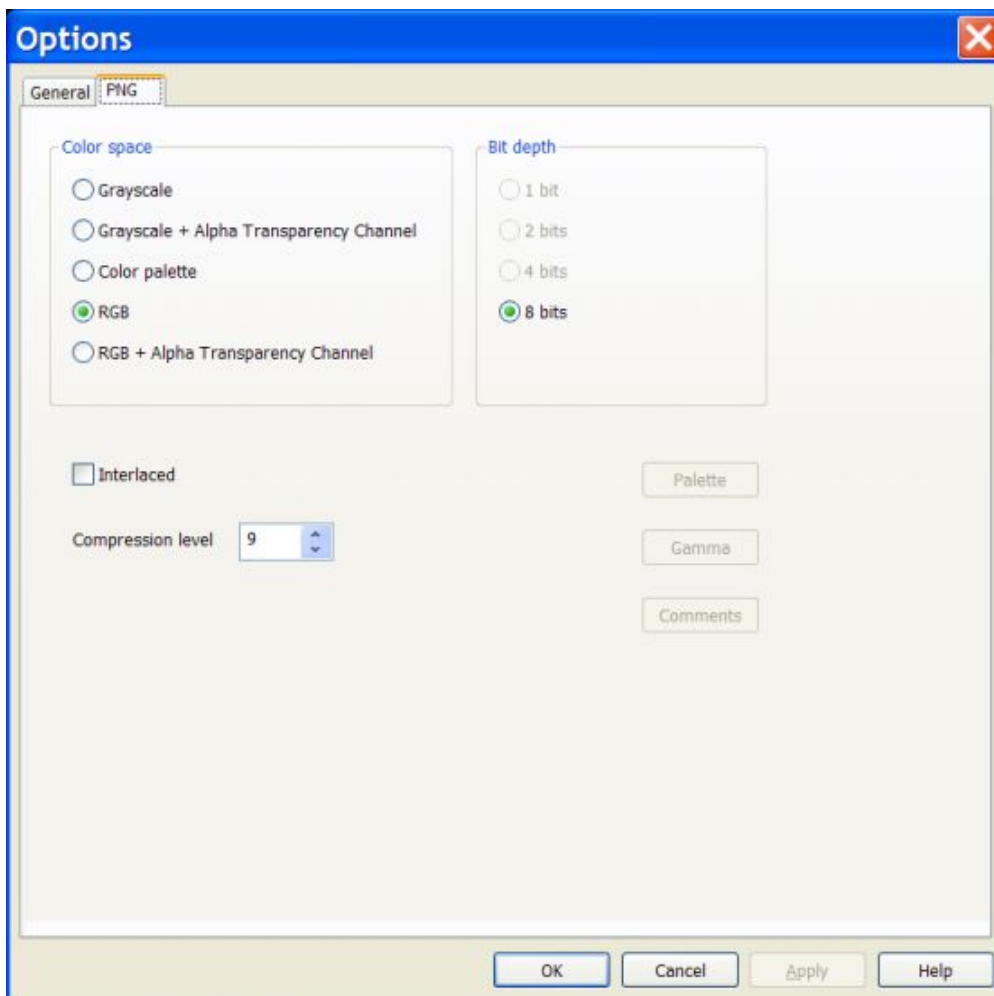 Options
General PNG
Color space
Grayscale
Grayscale + Alpha Transparency Channel
Color palette
RGB
RGB + Alpha Transparency Channel
Bit depth
1 bit
2 bits
4 bits
8 bits
Interlaced
Compression level 9
Palette
Gamma
Comments
OK Cancel Apply Help